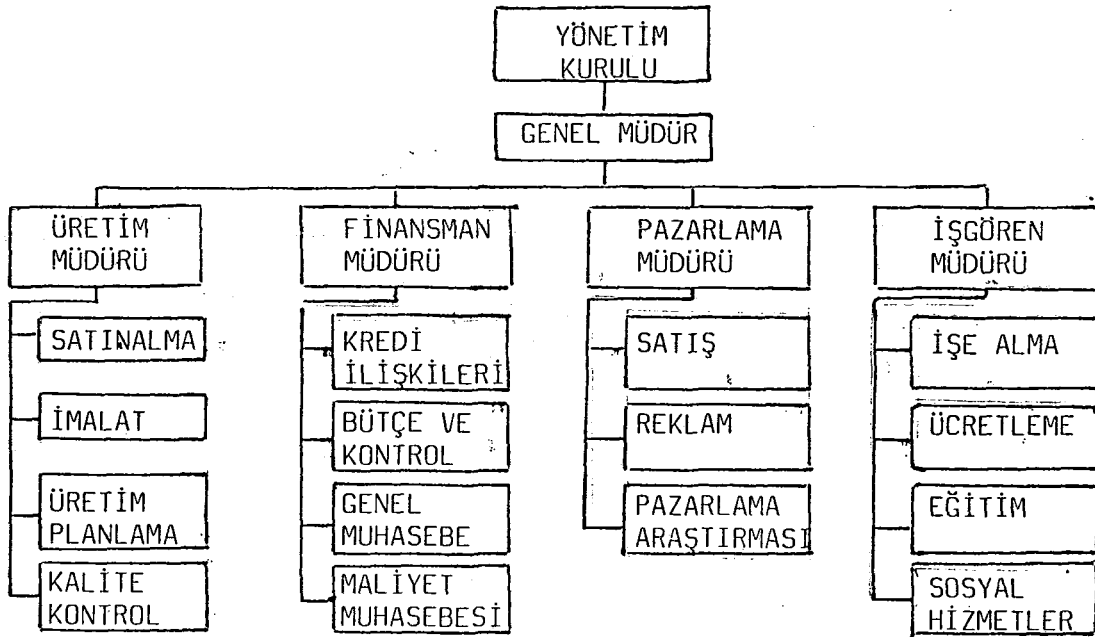 YÖNETİM
KURULU
GENEL MÜDÜR
ÜRETİM
MÜDÜRÜ
SATINALMA
İMALAT
ÜRETİM
PLANLAMA
KALİTE
KONTROL
FİNANSMAN
MÜDÜRÜ
KREDİ
İLİŞKİLERİ
BÜTÇE VE
KONTROL
GENEL
MUHASEBE
MALİYET
MUHASEBESİ
PAZARLAMA
MÜDÜRÜ
SATIŞ
REKLAM
PAZARLAMA
ARAŞTIRMASI
İŞGÖREN
MÜDÜRÜ
İŞE ALMA
ÜCRETLEME
EĞİTİM
SOSYAL
HİZMETLER